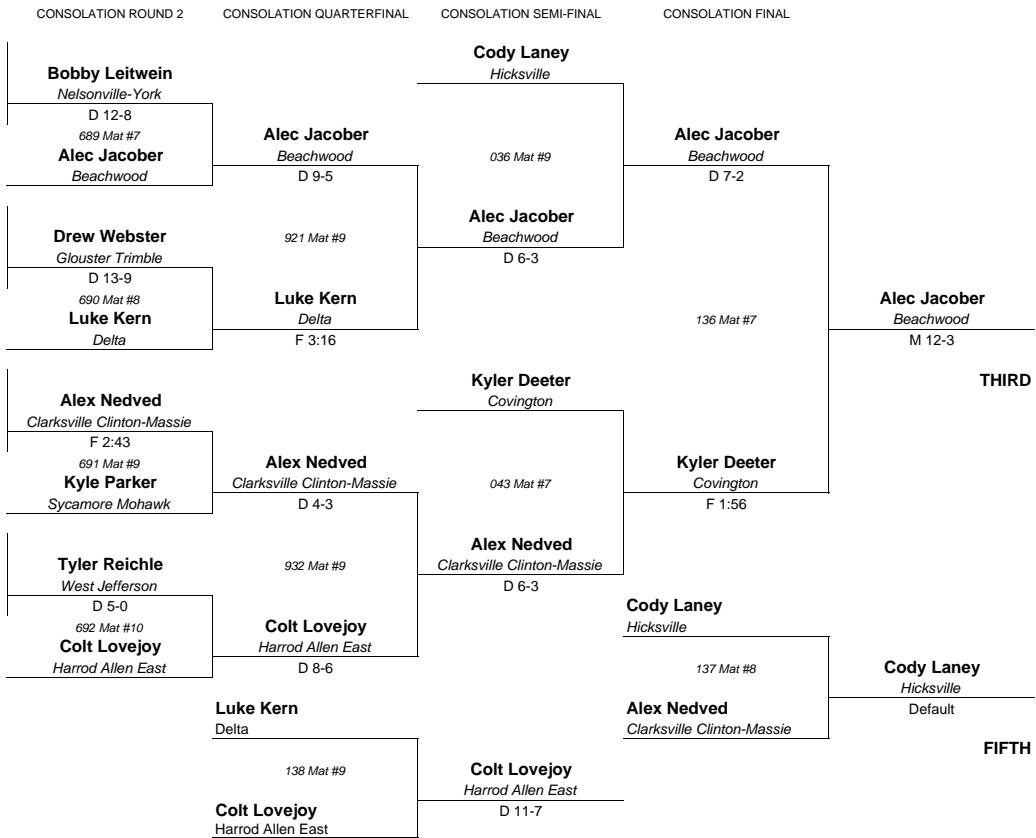 CONSOLATION ROUND 2
CONSOLATION QUARTERFINAL
CONSOLATION SEMI-FINAL
CONSOLATION FINAL
Bobby Leitwein
Nelsonville-York
D 12-8
689 Mat #7
Alec Jacober
Beachwood
Drew Webster
Glouster Trimble
D 13-9
690 Mat #8
Luke Kern
Delta
Alex Nedved
Clarksville Clinton-Massie
F 2:43
691 Mat #9
Kyle Parker
Sycamore Mohawk
Tyler Reichle
West Jefferson
D 5-0
692 Mat #10
Colt Lovejoy
Harrod Allen East
Alec Jacober
Beachwood
D 9-5
921 Mat #9
Luke Kern
Delta
F 3:16
Alex Nedved
Clarksville Clinton-Massie
D 4-3
932 Mat #9
Colt Lovejoy
Harrod Allen East
D 8-6
Luke Kern
Delta
138 Mat #9
Colt Lovejoy
Harrod Allen East
Cody Laney
Hicksville
036 Mat #9
Alec Jacober
Beachwood
D 6-3
Kyler Deeter
Covington
043 Mat #7
Alex Nedved
Clarksville Clinton-Massie
D 6-3
Colt Lovejoy
Harrod Allen East
D 11-7
Alec Jacober
Beachwood
D 7-2
136 Mat #7
Kyler Deeter
Covington
F 1:56
Cody Laney
Hicksville
137 Mat #8
Alex Nedved
Clarksville Clinton-Massie
Alec Jacober
Beachwood
M 12-3
THIRD
Cody Laney
Hicksville
Default
FIFTH